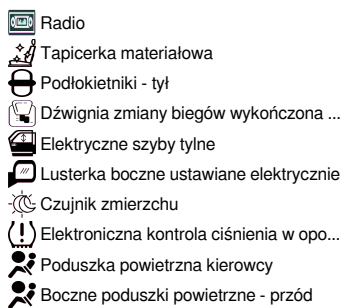 Radio
Tapicerka materiałowa
Podłokietniki - tył
Dźwignia zmiany biegów wykończona ...
Elektryczne szyby tylne
Lusterka boczne ustawiane elektrycznie
Czujnik zmierzchu
Elektroniczna kontrola ciśnienia w opo...
Poduszka powietrzna kierowcy
Boczne poduszki powietrzne - przód